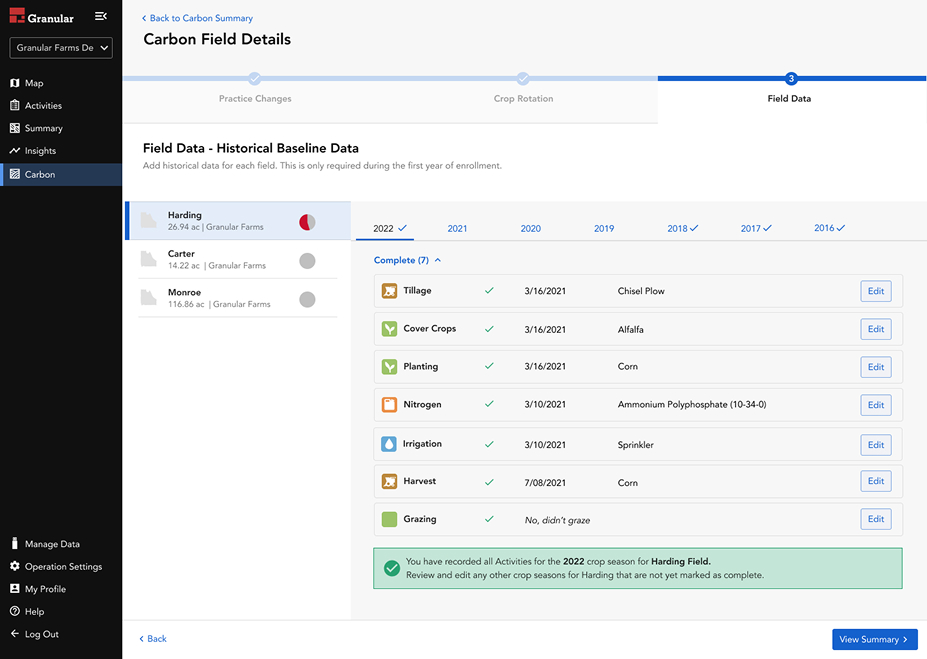 Granular
Granular Farms De
Map
Activities
Summary
Insights
Carbon
Manage Data
Operation Settings
My Profile
Help
Log Out
Back to Carbon Summary
Carbon Field Details
3
Practice Changes
Crop Rotation
Field Data
Field Data - Historical Baseline Data
Add historical data for each field. This is only required during the first year of enrollment.
Harding
26.94 ac | Granular Farms
Carter
14.22 ac | Granular Farms
Monroe
116.86 ac | Granular Farms
2022 2021 2020 2019 2018 2017 2016
Complete (7)
Tillage 3/16/2021 Chisel Plow Edit
Cover Crops 3/16/2021 Alfalfa Edit
Planting 3/16/2021 Corn Edit
Nitrogen 3/10/2021 Ammonium Polyphosphate (10-34-0) Edit
Irrigation 3/10/2021 Sprinkler Edit
Harvest 7/08/2021 Corn Edit
Grazing No, didn't graze Edit
You have recorded all Activities for the 2022 crop season for Harding Field.
Review and edit any other crop seasons for Harding that are not yet marked as complete.
Back
View Summary